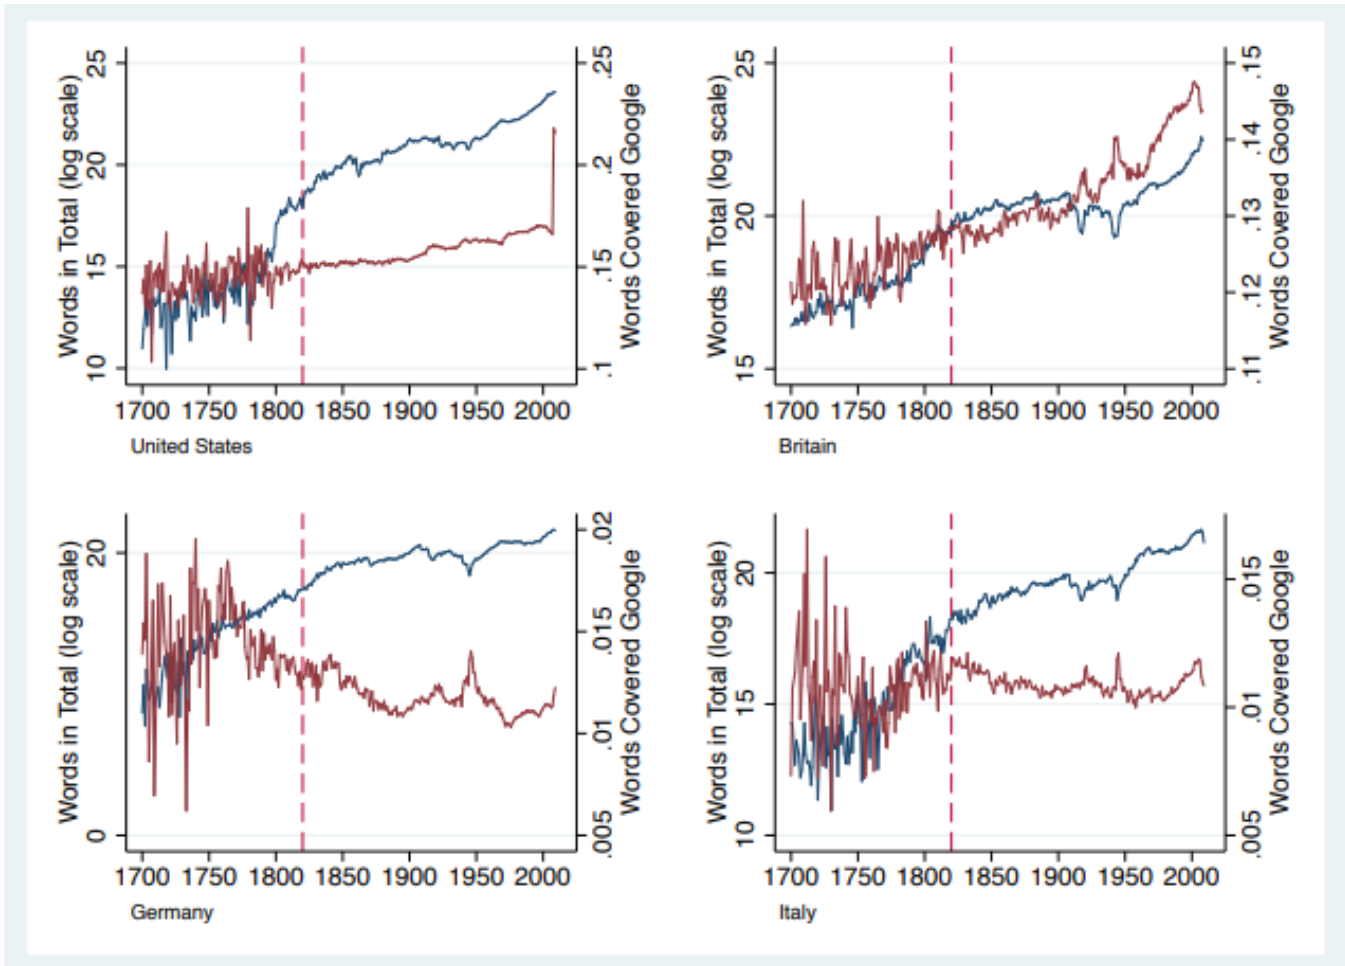 Words in Total (log scale)
25
20
15
10
.25
.2
.15
.1
Words Covered Google
1700 1750 1800 1850 1900 1950 2000
United States
Words in Total (log scale)
25
20
15
.15
.14
.13
.12
.11
Words Covered Google
1700 1750 1800 1850 1900 1950 2000
Britain
Words in Total (log scale)
20
0
.02
.015
.01
.005
Words Covered Google
1700 1750 1800 1850 1900 1950 2000
Germany
Words in Total (log scale)
20
15
10
.015
.01
.005
Words Covered Google
1700 1750 1800 1850 1900 1950 2000
Italy